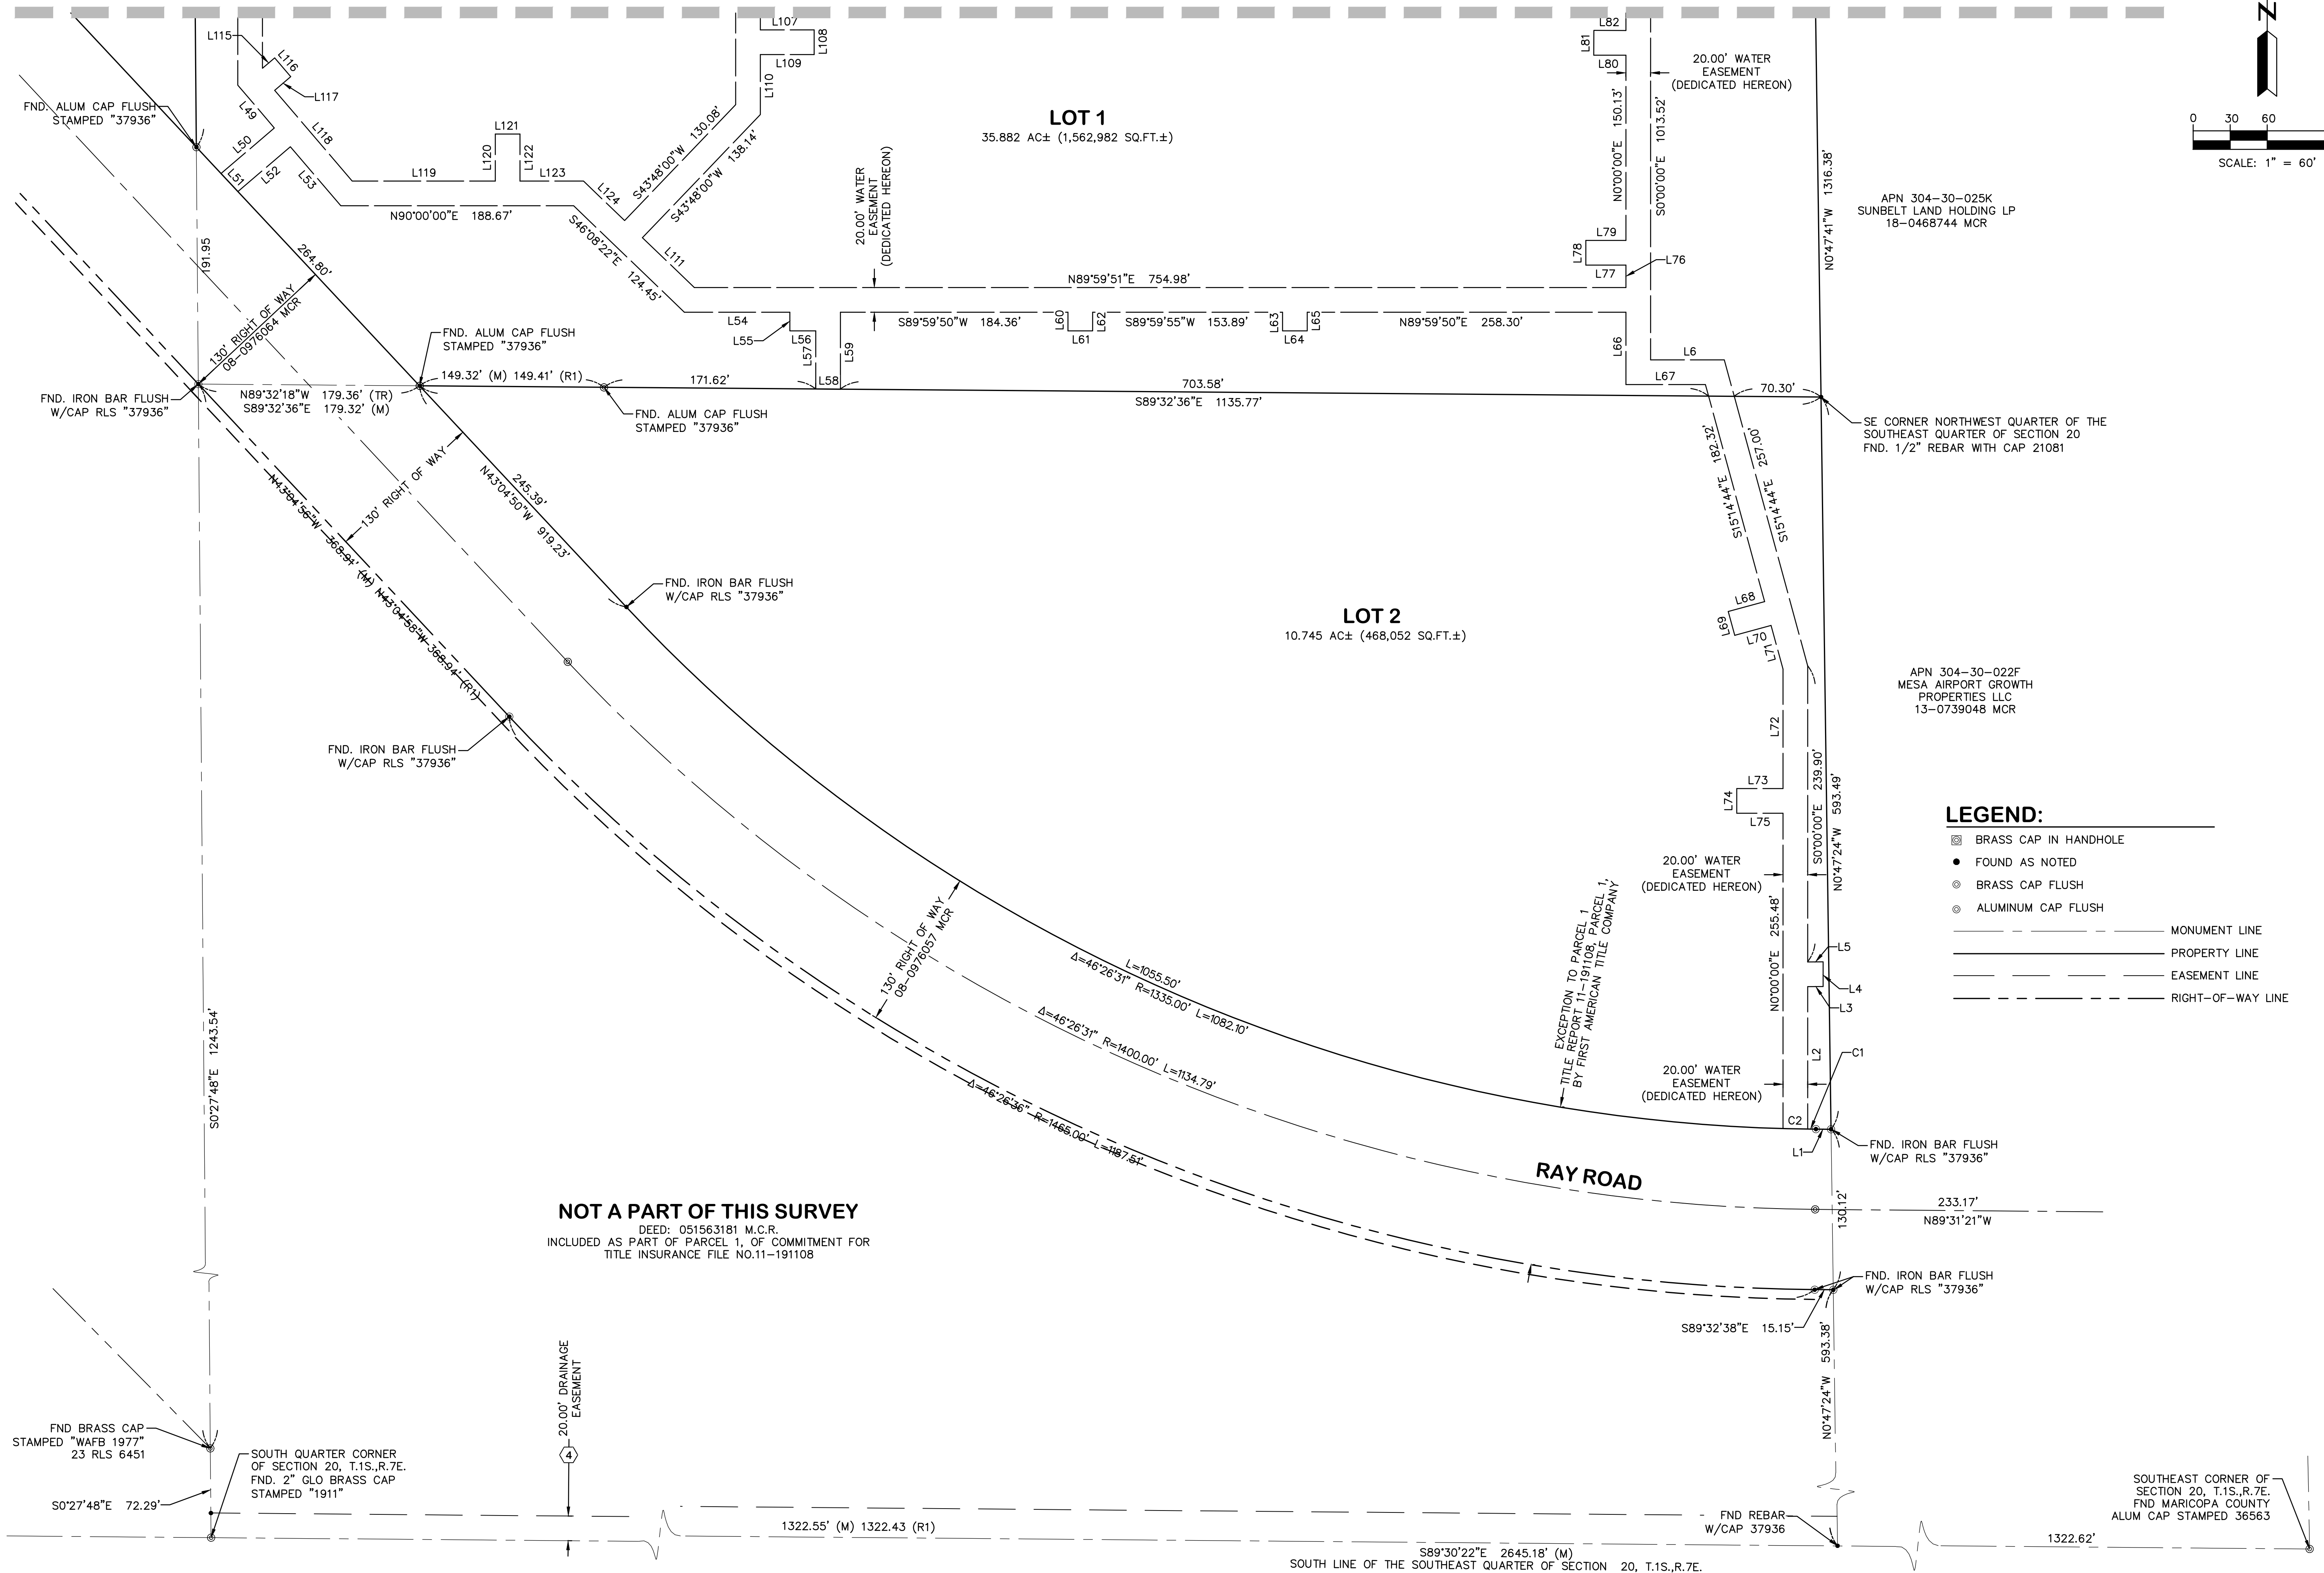 L115
L116
L117
L107
L108
L109
L110
FND. ALUM CAP FLUSH
STAMPED "37936"
L49
L50
L51
L52
L53
L118
L119
L120
L121
L122
L123
L124
S43°48'00"W 130.08'
S43°48'00"W 138.14'
N90°00'00"E 188.67'
S46°08'22"E 124.45'
L111
LOT 1
35.882 AC± (1,562,982 SQ.FT.±)
20.00' WATER
EASEMENT
(DEDICATED HEREON)
L82
L81
L80
20.00' WATER
EASEMENT
(DEDICATED HEREON)
N0°00'00"E 150.13'
S0°00'00"E 1013.52'
L79
L78
L77
L76
N0°47'41"W 1316.38'
N
0 30 60
SCALE: 1" = 60'
APN 304-30-025K
SUNBELT LAND HOLDING LP
18-0468744 MCR
191.95
264.80'
130' RIGHT OF WAY
08-0976064 MCR
N89°59'51"E 754.98'
L54
L55
L56
L57
L58
L59
S89°59'50"W 184.36'
L60
L61
L62
S89°59'55"W 153.89'
L63
L64
L65
N89°59'50"E 258.30'
L66
L67
L6
FND. ALUM CAP FLUSH
STAMPED "37936"
FND. IRON BAR FLUSH
W/CAP RLS "37936"
N89°32'18"W 179.36' (TR)
S89°32'36"E 179.32' (M)
149.32' (M) 149.41' (R1)
171.62'
703.58'
S89°32'36"E 1135.77'
70.30'
FND. ALUM CAP FLUSH
STAMPED "37936"
SE CORNER NORTHWEST QUARTER OF THE
SOUTHEAST QUARTER OF SECTION 20
FND. 1/2" REBAR WITH CAP 21081
130' RIGHT OF WAY
245.39'
N43°04'50"W 919.23'
N43°04'56"W 368.91' (M) N43°04'58"W 368.94' (R1)
S15°14'44"E 182.32'
S15°14'44"E 257.00'
FND. IRON BAR FLUSH
W/CAP RLS "37936"
LOT 2
10.745 AC± (468,052 SQ.FT.±)
L68
L69
L70
L71
L72
L73
L74
L75
FND. IRON BAR FLUSH
W/CAP RLS "37936"
APN 304-30-022F
MESA AIRPORT GROWTH
PROPERTIES LLC
13-0739048 MCR
S0°00'00"E 239.90'
N0°47'24"W 593.49'
20.00' WATER
EASEMENT
(DEDICATED HEREON)
LEGEND:
BRASS CAP IN HANDHOLE
FOUND AS NOTED
BRASS CAP FLUSH
ALUMINUM CAP FLUSH
MONUMENT LINE
PROPERTY LINE
EASEMENT LINE
RIGHT-OF-WAY LINE
N0°00'00"E 255.48'
L5
L4
L3
L2
C1
130' RIGHT OF WAY
08-0976057 MCR
L=1055.50'
Δ=46°26'31" R=1335.00' L=1082.10'
Δ=46°26'31" R=1400.00' L=1134.79'
Δ=46°26'36" R=1465.00' L=1187.51'
EXCEPTION TO PARCEL 1
TITLE REPORT 11-191108, PARCEL 1,
BY FIRST AMERICAN TITLE COMPANY
20.00' WATER
EASEMENT
(DEDICATED HEREON)
C2
L1
FND. IRON BAR FLUSH
W/CAP RLS "37936"
S0°27'48"E 1243.54'
RAY ROAD
130.12'
233.17'
N89°31'21"W
NOT A PART OF THIS SURVEY
DEED: 051563181 M.C.R.
INCLUDED AS PART OF PARCEL 1, OF COMMITMENT FOR
TITLE INSURANCE FILE NO.11-191108
FND. IRON BAR FLUSH
W/CAP RLS "37936"
S89°32'38"E 15.15'
N0°47'24"W 593.38'
20.00' DRAINAGE
EASEMENT
4
FND BRASS CAP
STAMPED "WAFB 1977"
23 RLS 6451
SOUTH QUARTER CORNER
OF SECTION 20, T.1S.,R.7E.
FND. 2" GLO BRASS CAP
STAMPED "1911"
S0°27'48"E 72.29'
1322.55' (M) 1322.43 (R1)
S89°30'22"E 2645.18' (M)
SOUTH LINE OF THE SOUTHEAST QUARTER OF SECTION 20, T.1S.,R.7E.
FND REBAR
W/CAP 37936
1322.62'
SOUTHEAST CORNER OF
SECTION 20, T.1S.,R.7E.
FND MARICOPA COUNTY
ALUM CAP STAMPED 36563